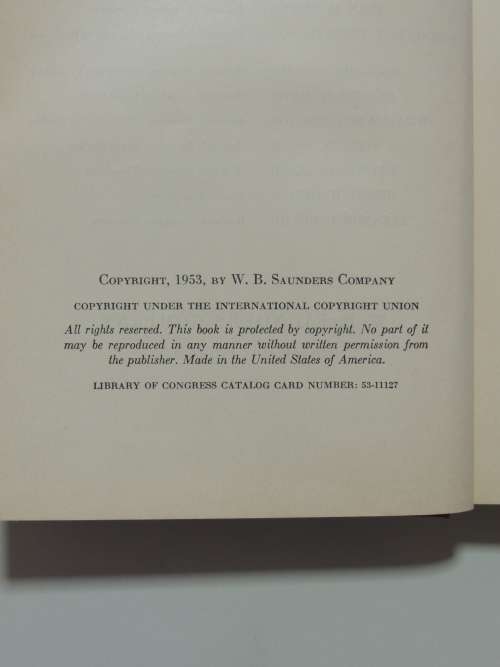 Copyright, 1953, by W. B. Saunders Company
COPYRIGHT UNDER THE INTERNATIONAL COPYRIGHT UNION
All rights reserved. This book is protected by copyright. No part of it
may be reproduced in any manner without written permission from
the publisher. Made in the United States of America.
LIBRARY OF CONGRESS CATALOG CARD NUMBER: 53-11127